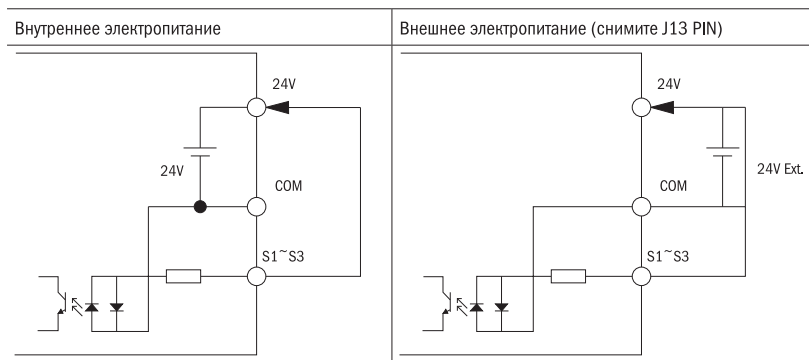 Внутреннее электропитание
Внешнее электропитание (снимите J13 PIN)
24V
24V
COM
S1~S3
24V
24V Ext.
COM
S1~S3